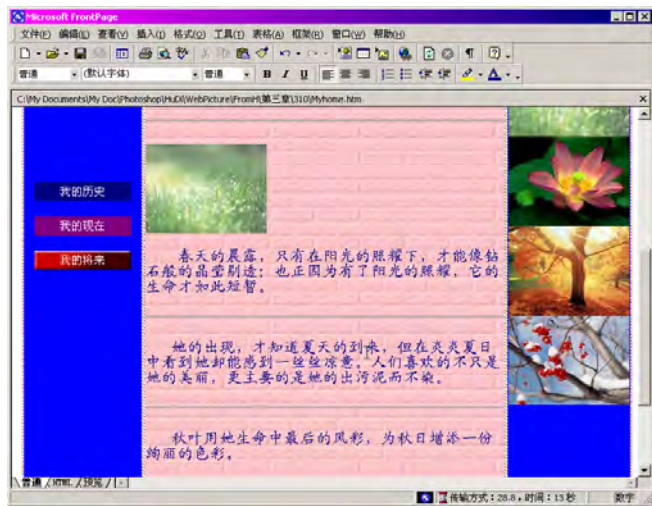 Microsoft FrontPage
文件(F) 编辑(E) 查看(V) 插入(I) 格式(O) 工具(T) 表格(A) 框架(R) 窗口(W) 帮助(H)
普通 (默认字体) 普通 B I U A
C:\My Documents\My Doc\Photoshop\HuDi\WebPicture\FromH\第三章\310\Myhome.htm
我的历史
我的现在
我的将来
春天的晨露，只有在阳光的照耀下，才能像钻
石般的晶莹剔透；也正因为有了阳光的照耀，它的
生命才如此短暂。
她的出现，才知道夏天的到来，但在炎炎夏日
中看到她却能感到一丝丝凉意。人们喜欢的不只是
她的美丽，更主要的是她的出污泥而不染。
秋叶用她生命中最后的风彩，为秋日增添一份
绚丽的色彩。
普通 HTML 预览
传输方式：28.8，时间：13秒 数字